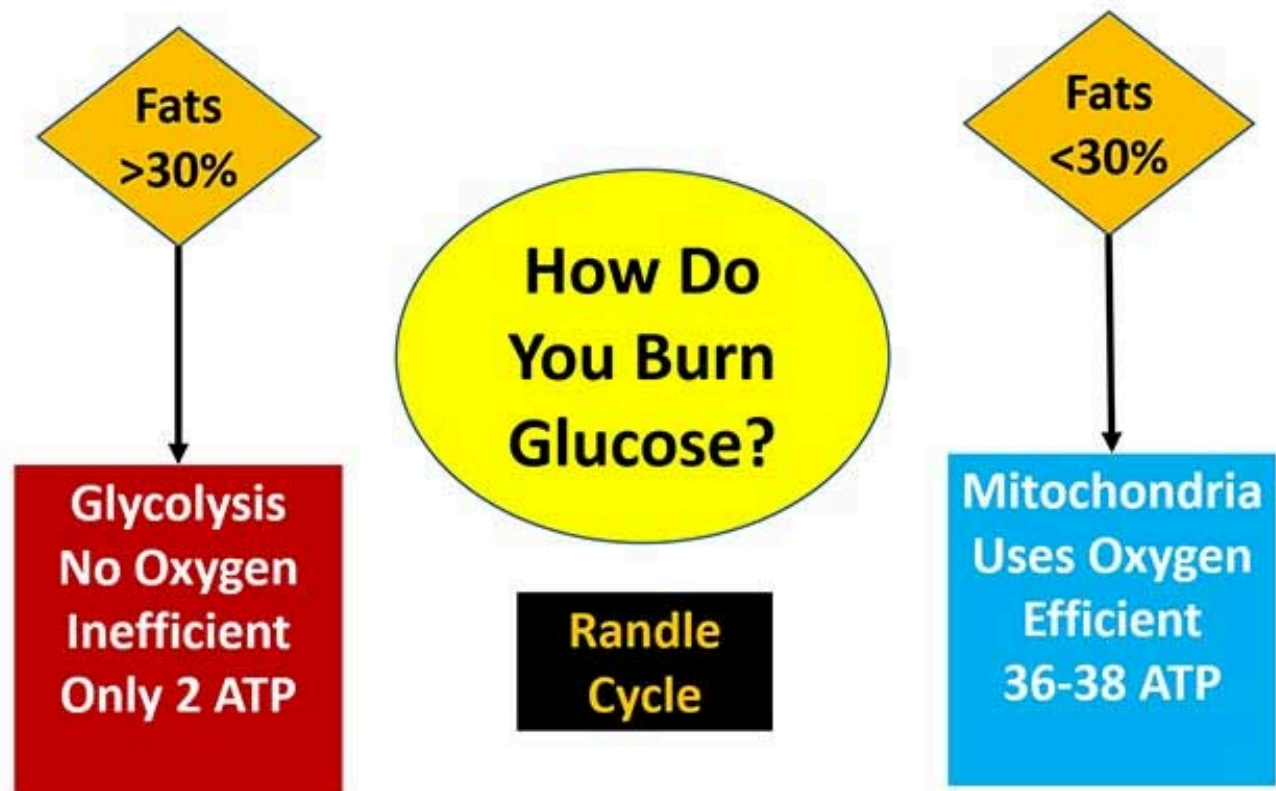 Fats
>30%
Fats
<30%
How Do
You Burn
Glucose?
Glycolysis
No Oxygen
Inefficient
Only 2 ATP
Mitochondria
Uses Oxygen
Efficient
36-38 ATP
Randle
Cycle